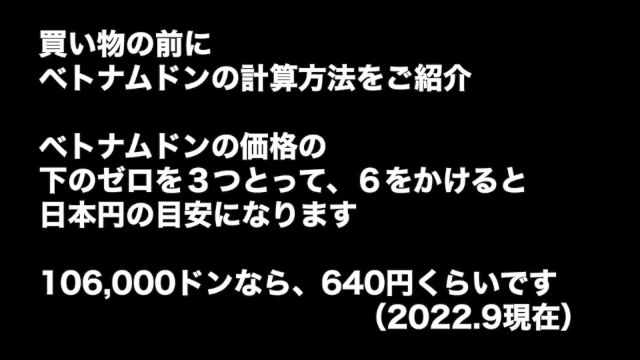 買い物の前に
ベトナムドンの計算方法をご紹介
ベトナムドンの価格の
下のゼロを３つとって、６をかけると
日本円の目安になります
106,000ドンなら、640円くらいです
（2022.9現在）